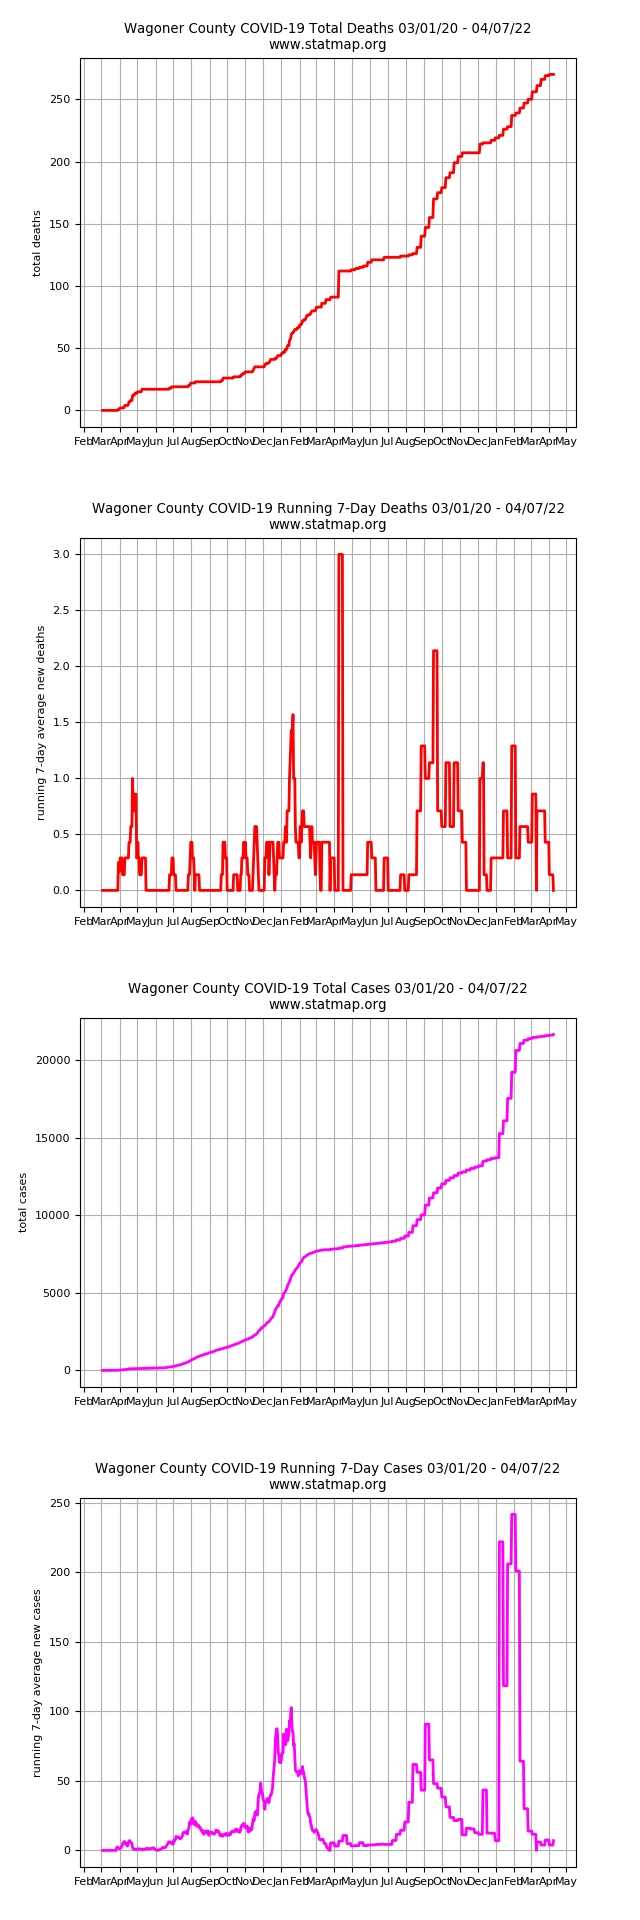 Wagoner County COVID-19 Total Deaths 03/01/20 - 04/07/22
www.statmap.org
250
200
150
100
50
0
total deaths
Feb Mar Apr May Jun Jul Aug Sep Oct Nov Dec Jan Feb Mar Apr May Jun Jul Aug Sep Oct Nov Dec Jan Feb Mar Apr May
Wagoner County COVID-19 Running 7-Day Deaths 03/01/20 - 04/07/22
www.statmap.org
3.0
2.5
2.0
1.5
1.0
0.5
0.0
running 7-day average new deaths
Feb Mar Apr May Jun Jul Aug Sep Oct Nov Dec Jan Feb Mar Apr May Jun Jul Aug Sep Oct Nov Dec Jan Feb Mar Apr May
Wagoner County COVID-19 Total Cases 03/01/20 - 04/07/22
www.statmap.org
20000
15000
10000
5000
0
total cases
Feb Mar Apr May Jun Jul Aug Sep Oct Nov Dec Jan Feb Mar Apr May Jun Jul Aug Sep Oct Nov Dec Jan Feb Mar Apr May
Wagoner County COVID-19 Running 7-Day Cases 03/01/20 - 04/07/22
www.statmap.org
250
200
150
100
50
0
running 7-day average new cases
Feb Mar Apr May Jun Jul Aug Sep Oct Nov Dec Jan Feb Mar Apr May Jun Jul Aug Sep Oct Nov Dec Jan Feb Mar Apr May